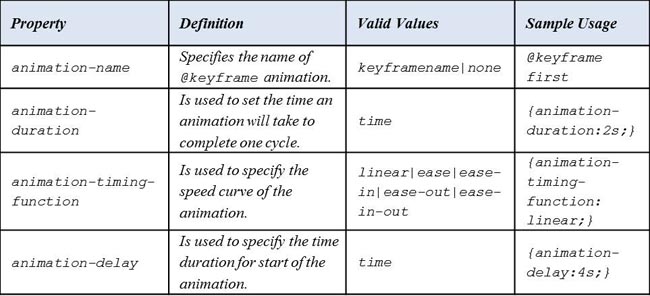 Property Definition Valid Values Sample Usage
animation-name
Specifies the name of
@keyframe animation.
keyframename|none
@keyframe
first
animation-
duration
Is used to set the time an
animation will take to
complete one cycle.
time
{animation-
duration:2s;}
animation-timing-
function
Is used to specify the
speed curve of the
animation.
linear|ease|ease-
in|ease-out|ease-
in-out
{animation-
timing-
function:
linear;}
animation-delay
Is used to specify the time
duration for start of the
animation.
time
{animation-
delay:4s;}